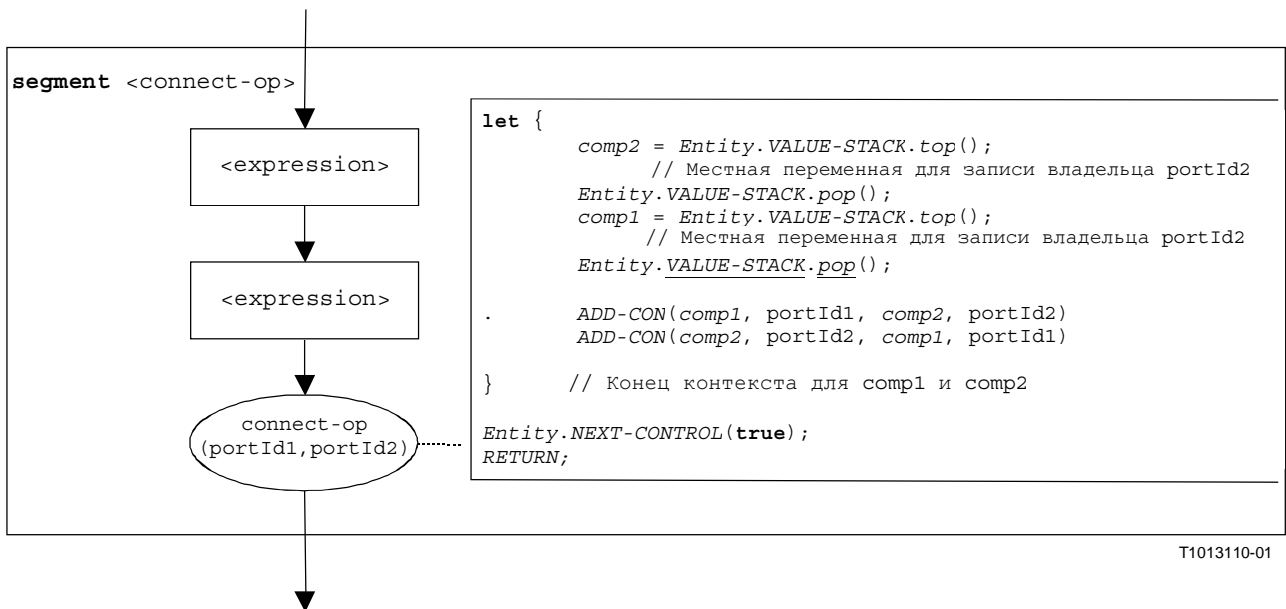 segment <connect-op>
<expression>
<expression>
connect-op
(portId1,portId2)
let {
comp2 = Entity.VALUE-STACK.top();
// Местная переменная для записи владельца portId2
Entity.VALUE-STACK.pop();
comp1 = Entity.VALUE-STACK.top();
// Местная переменная для записи владельца portId2
Entity.VALUE-STACK.pop();
. ADD-CON(comp1, portId1, comp2, portId2)
ADD-CON(comp2, portId2, comp1, portId1)
} // Конец контекста для comp1 и comp2
Entity.NEXT-CONTROL(true);
RETURN;
T1013110-01